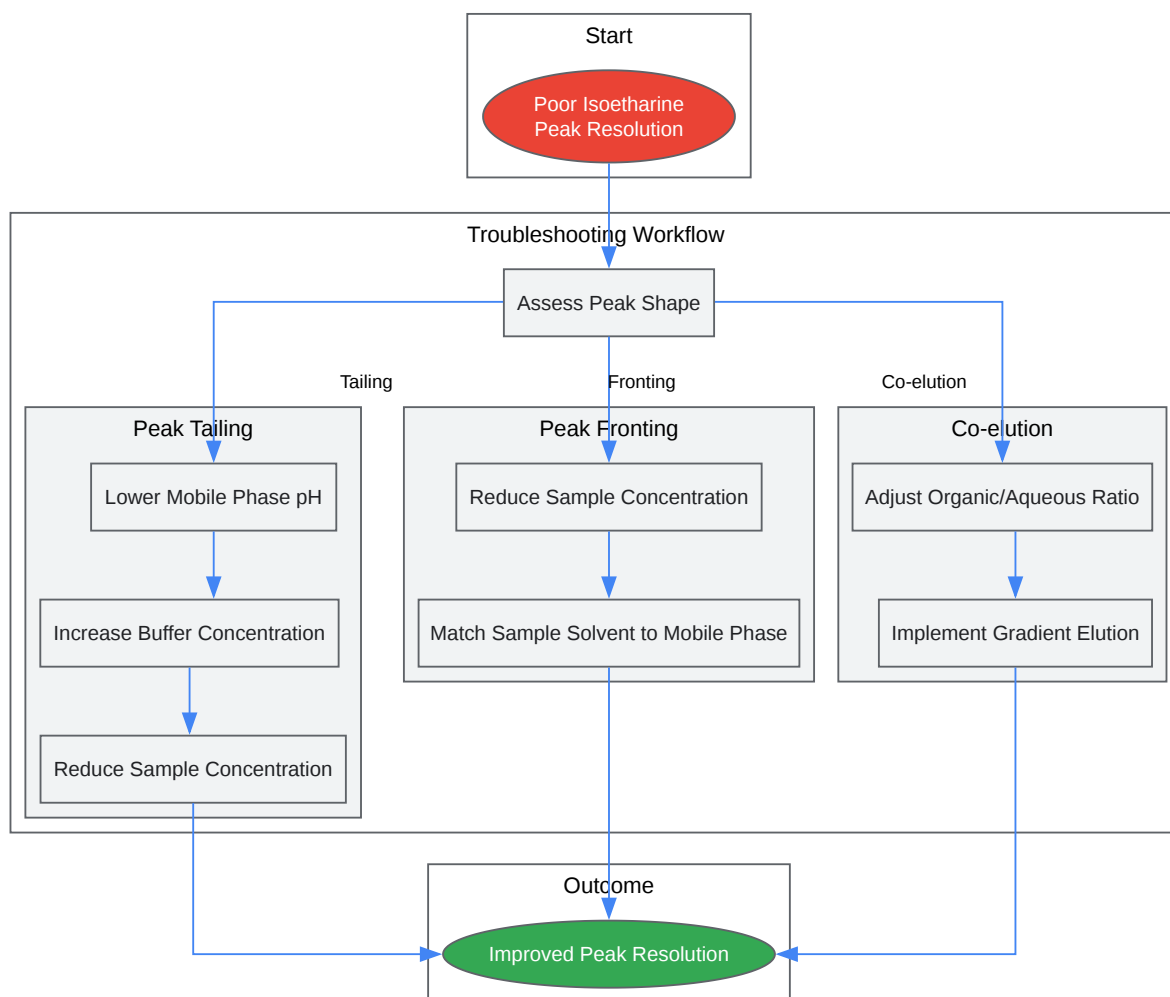 Start
Poor Isoetharine
Peak Resolution
Troubleshooting Workflow
Assess Peak Shape
Tailing
Fronting
Co-elution
Peak Tailing
Peak Fronting
Co-elution
Lower Mobile Phase pH
Reduce Sample Concentration
Adjust Organic/Aqueous Ratio
Increase Buffer Concentration
Match Sample Solvent to Mobile Phase
Implement Gradient Elution
Reduce Sample Concentration
Outcome
Improved Peak Resolution